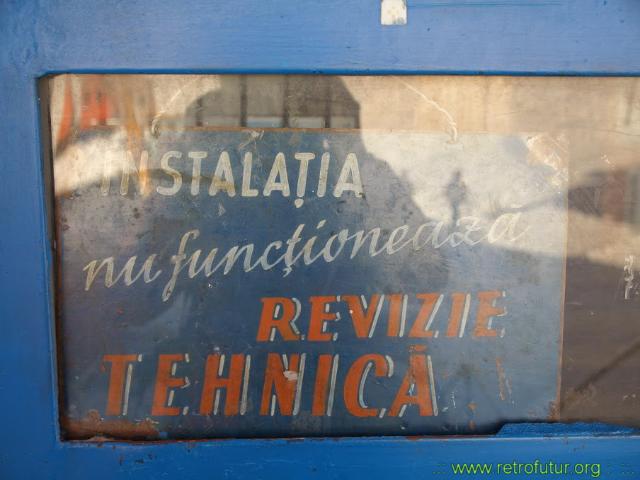 INSTALAȚIA
nu funcționează
REVIZIE
TEHNICĂ
www.retrofutur.org